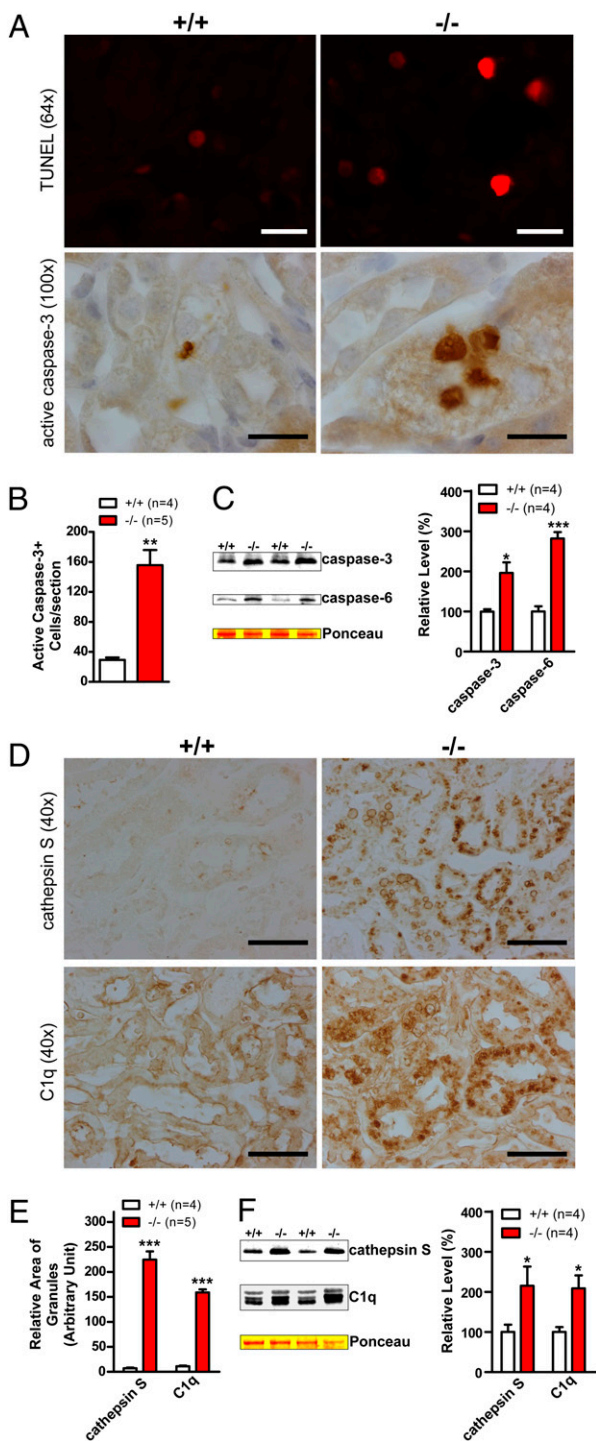 A
+/+ -/-
TUNEL (64x)
active caspase-3 (100x)
B
+/+ (n=4)
-/- (n=5)
Active Caspase-3+
Cells/section
160
120
80
40
0
**
C
+/+ -/- +/+ -/-
caspase-3
caspase-6
Ponceau
+/+ (n=4)
-/- (n=4)
Relative Level (%)
400
300
200
100
0
* ***
caspase-3 caspase-6
D
+/+ -/-
cathepsin S (40x)
C1q (40x)
E
+/+ (n=4)
-/- (n=5)
Relative Area of
Granules
(Arbitrary Unit)
300
250
200
150
100
50
0
*** ***
cathepsin S C1q
F
+/+ -/- +/+ -/-
cathepsin S
C1q
Ponceau
+/+ (n=4)
-/- (n=4)
Relative Level (%)
400
300
200
100
0
* *
cathepsin S C1q